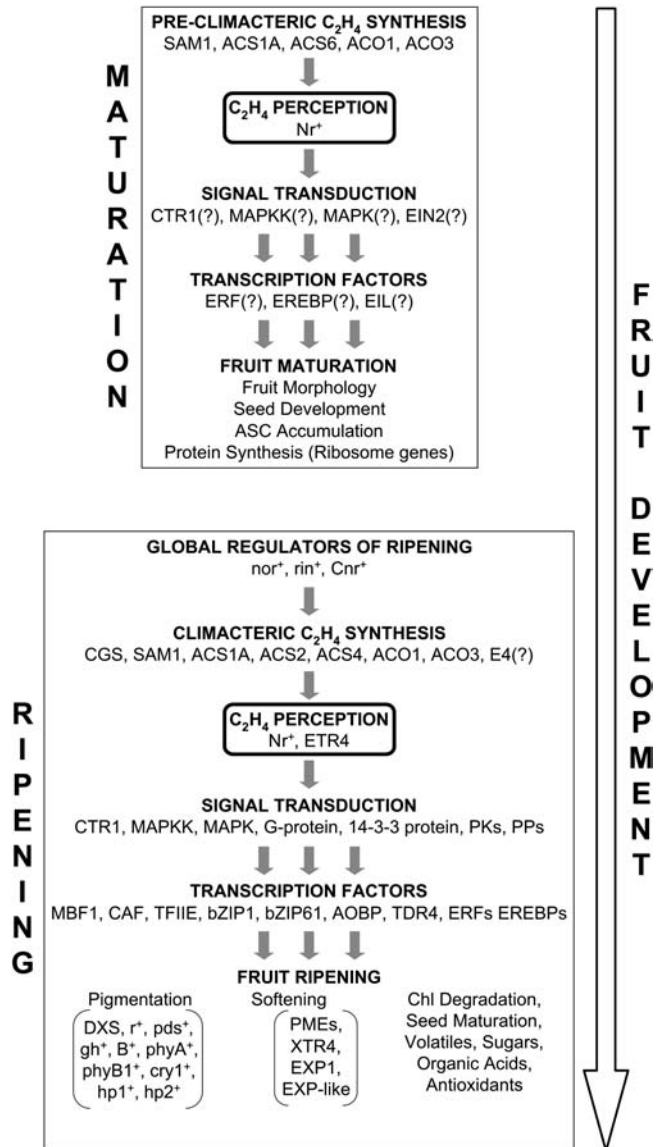 PRE-CLIMACTERIC C₂H₄ SYNTHESIS
SAM1, ACS1A, ACS6, ACO1, ACO3
C₂H₄ PERCEPTION
Nr⁺
SIGNAL TRANSDUCTION
CTR1(?), MAPKK(?), MAPK(?), EIN2(?)
TRANSCRIPTION FACTORS
ERF(?), EREBP(?), EIL(?)
FRUIT MATURATION
Fruit Morphology
Seed Development
ASC Accumulation
Protein Synthesis (Ribosome genes)
MATURATION
GLOBAL REGULATORS OF RIPENING
nor⁺, rin⁺, Cnr⁺
CLIMACTERIC C₂H₄ SYNTHESIS
CGS, SAM1, ACS1A, ACS2, ACS4, ACO1, ACO3, E4(?)
C₂H₄ PERCEPTION
Nr⁺, ETR4
SIGNAL TRANSDUCTION
CTR1, MAPKK, MAPK, G-protein, 14-3-3 protein, PKs, PPs
TRANSCRIPTION FACTORS
MBF1, CAF, TFIIE, bZIP1, bZIP61, AOBP, TDR4, ERFs EREBPs
FRUIT RIPENING
Pigmentation
DXS, r⁺, pds⁺,
gh⁺, B⁺, phyA⁺,
phyB1⁺, cry1⁺,
hp1⁺, hp2⁺
Softening
PMEs,
XTR4,
EXP1,
EXP-like
Chl Degradation,
Seed Maturation,
Volatiles, Sugars,
Organic Acids,
Antioxidants
RIPENING
FRUIT DEVELOPMENT